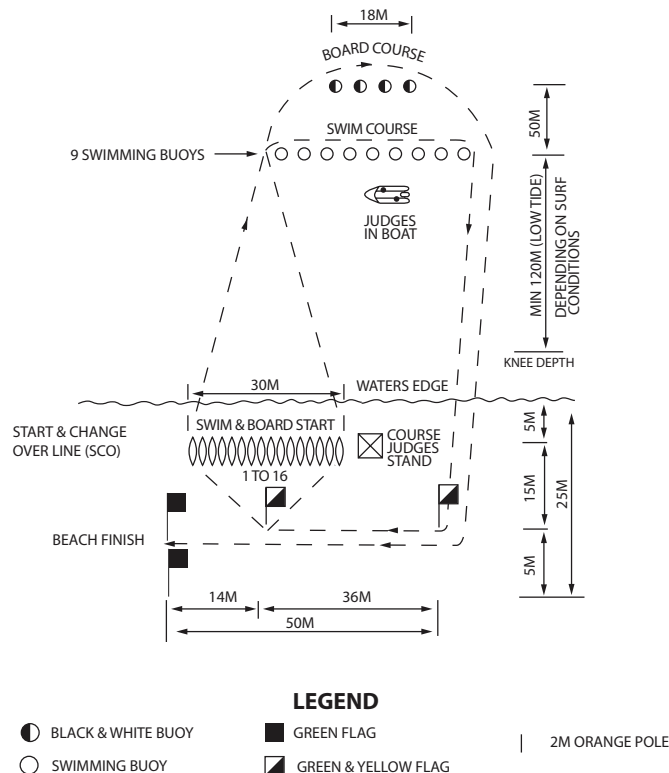 18M
BOARD COURSE
SWIM COURSE
50M
9 SWIMMING BUOYS
JUDGES
IN BOAT
MIN 120M (LOW TIDE)
DEPENDING ON SURF
CONDITIONS
KNEE DEPTH
30M
WATERS EDGE
SWIM & BOARD START
START & CHANGE
OVER LINE (SCO)
COURSE
JUDGES
STAND
5M
1 TO 16
15M
25M
BEACH FINISH
5M
14M
36M
50M
LEGEND
BLACK & WHITE BUOY
GREEN FLAG
2M ORANGE POLE
SWIMMING BUOY
GREEN & YELLOW FLAG